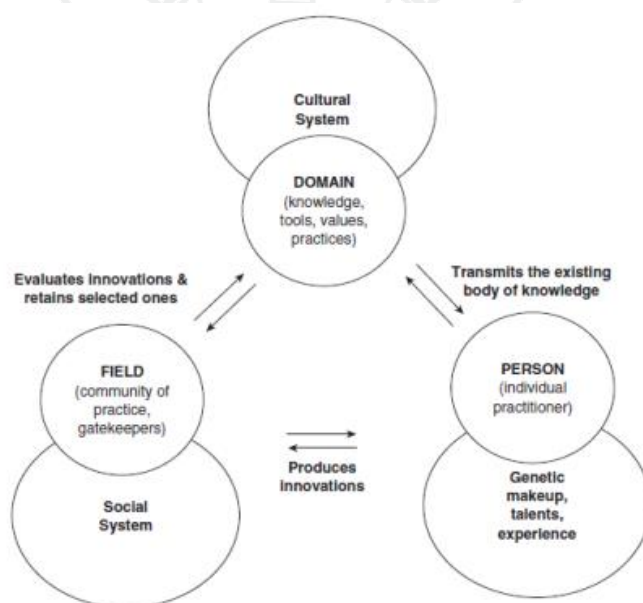 Cultural
System
DOMAIN
(knowledge,
tools, values,
practices)
Evaluates innovations &
retains selected ones
Transmits the existing
body of knowledge
FIELD
(community of
practice,
gatekeepers)
PERSON
(individual
practitioner)
Produces
innovations
Social
System
Genetic
makeup,
talents,
experience